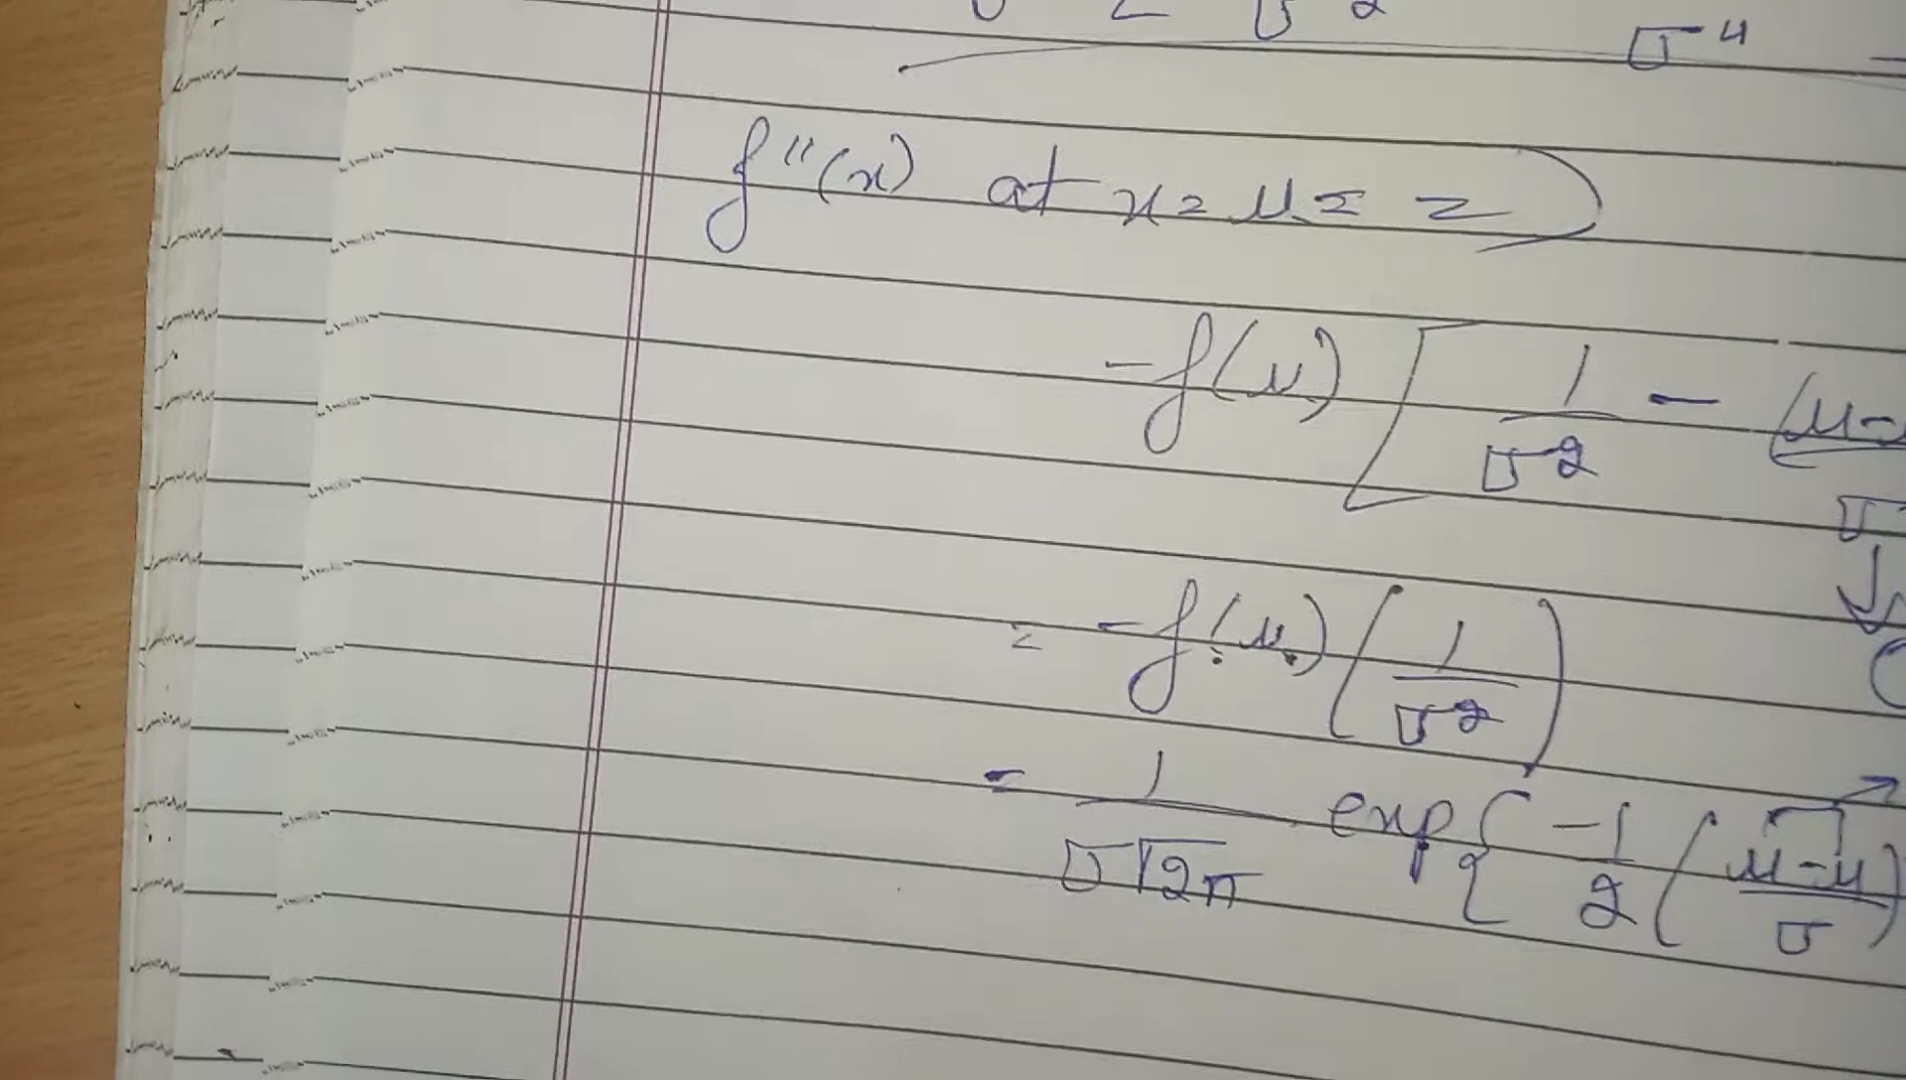 σ⁴
f"(x) at x = μ = =)
-f(μ) [ 1/σ² - (μ-
= -f(μ) (1/σ²)
- 1/σ√2π exp{ -1/2 (μ-μ/σ)